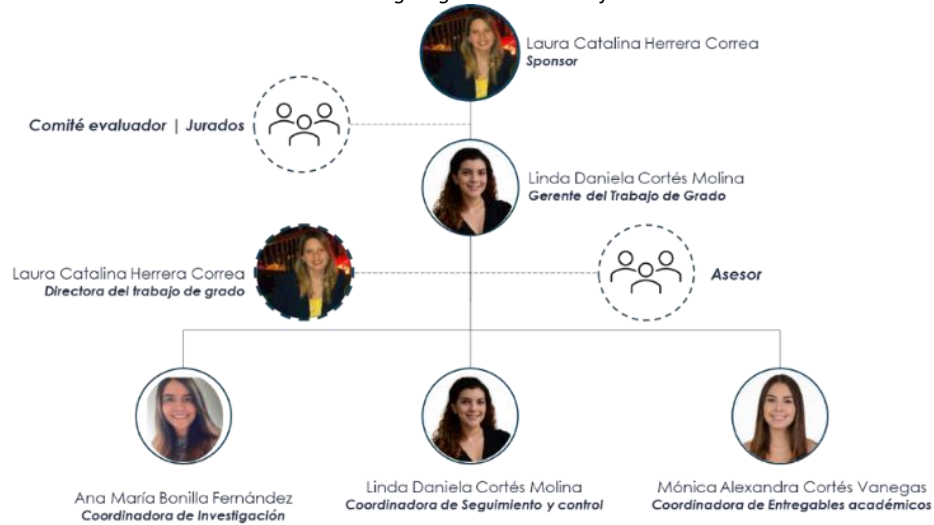 Laura Catalina Herrera Correa
Sponsor
Comité evaluador | Jurados
Linda Daniela Cortés Molina
Gerente del Trabajo de Grado
Laura Catalina Herrera Correa
Directora del trabajo de grado
Asesor
Ana María Bonilla Fernández
Coordinadora de Investigación
Linda Daniela Cortés Molina
Coordinadora de Seguimiento y control
Mónica Alexandra Cortés Vanegas
Coordinadora de Entregables académicos